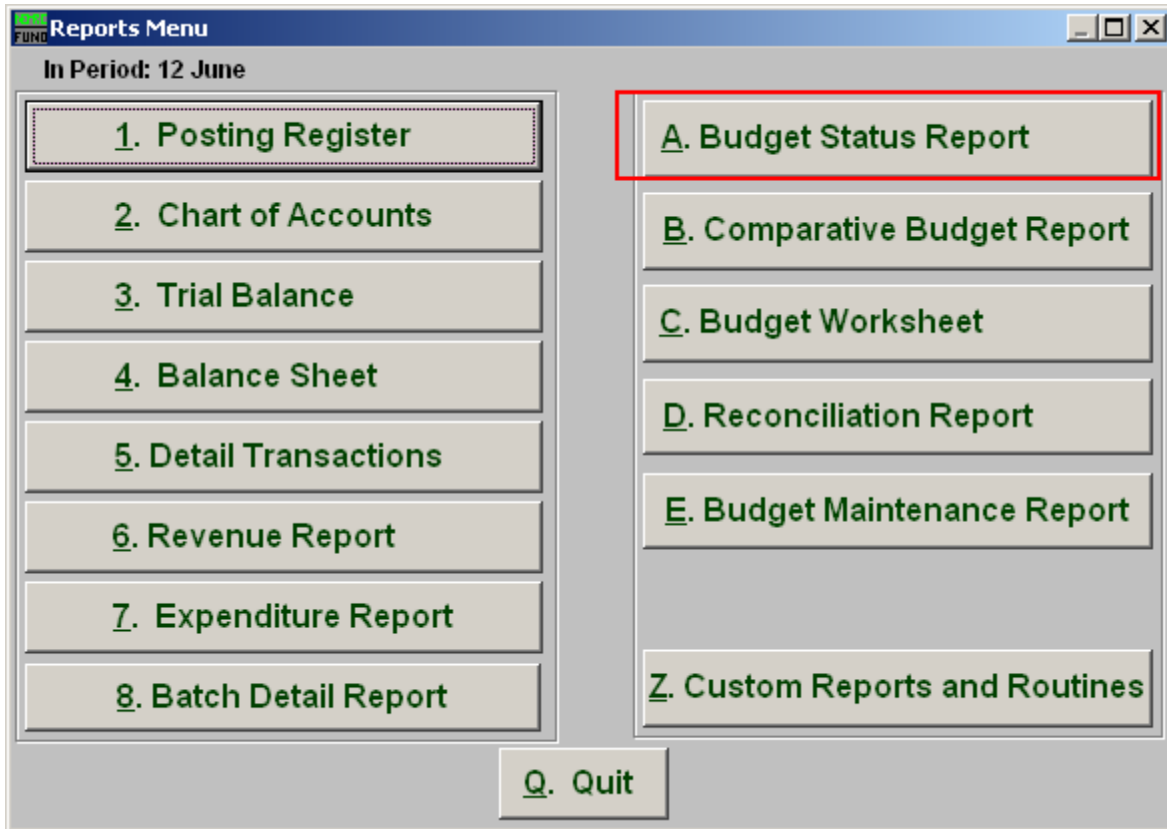 Reports Menu
FUND
In Period: 12 June
1. Posting Register
2. Chart of Accounts
3. Trial Balance
4. Balance Sheet
5. Detail Transactions
6. Revenue Report
7. Expenditure Report
8. Batch Detail Report
A. Budget Status Report
B. Comparative Budget Report
C. Budget Worksheet
D. Reconciliation Report
E. Budget Maintenance Report
Z. Custom Reports and Routines
Q. Quit